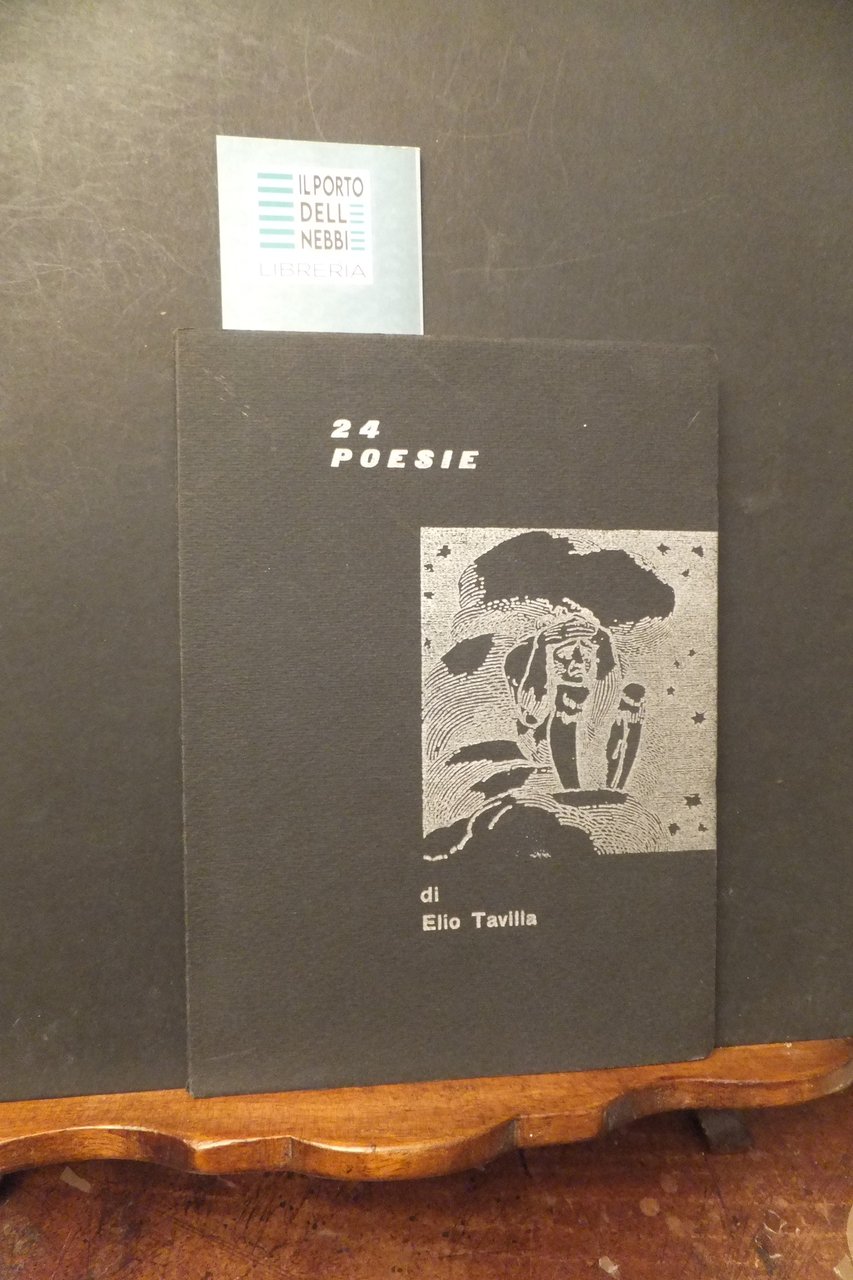 IL PORTO
DELL
NEBBI
LIBRERIA
24
POESIE
di
Elio Tavilla